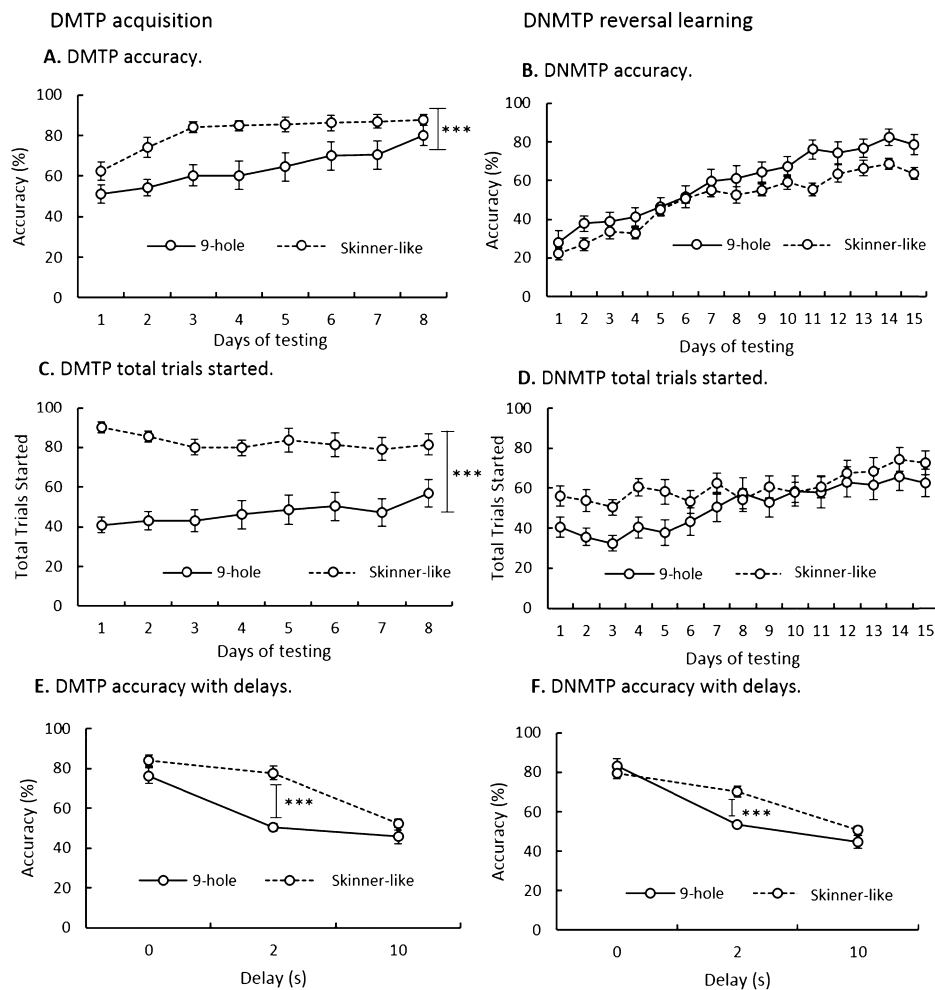 DMTP acquisition
DNMTP reversal learning
A. DMTP accuracy.
B. DNMTP accuracy.
100
80
60
40
20
0
Accuracy (%)
***
9-hole
Skinner-like
1 2 3 4 5 6 7 8
Days of testing
100
80
60
40
20
0
Accuracy (%)
9-hole
Skinner-like
1 2 3 4 5 6 7 8 9 10 11 12 13 14 15
Days of testing
C. DMTP total trials started.
D. DNMTP total trials started.
100
80
60
40
20
0
Total Trials Started
***
9-hole
Skinner-like
1 2 3 4 5 6 7 8
Days of testing
100
80
60
40
20
0
Total Trials Started
9-hole
Skinner-like
1 2 3 4 5 6 7 8 9 10 11 12 13 14 15
Days of testing
E. DMTP accuracy with delays.
F. DNMTP accuracy with delays.
100
80
60
40
20
0
Accuracy (%)
***
9-hole
Skinner-like
0 2 10
Delay (s)
100
80
60
40
20
0
Accuracy (%)
***
9-hole
Skinner-like
0 2 10
Delay (s)